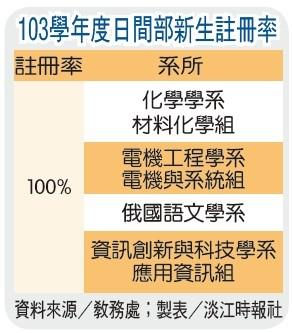 103學年度日間部新生註冊率
註冊率 系所
100%
化學學系
材料化學組
電機工程學系
電機與系統組
俄國語文學系
資訊創新與科技學系
應用資訊組
資料來源／教務處；製表／淡江時報社